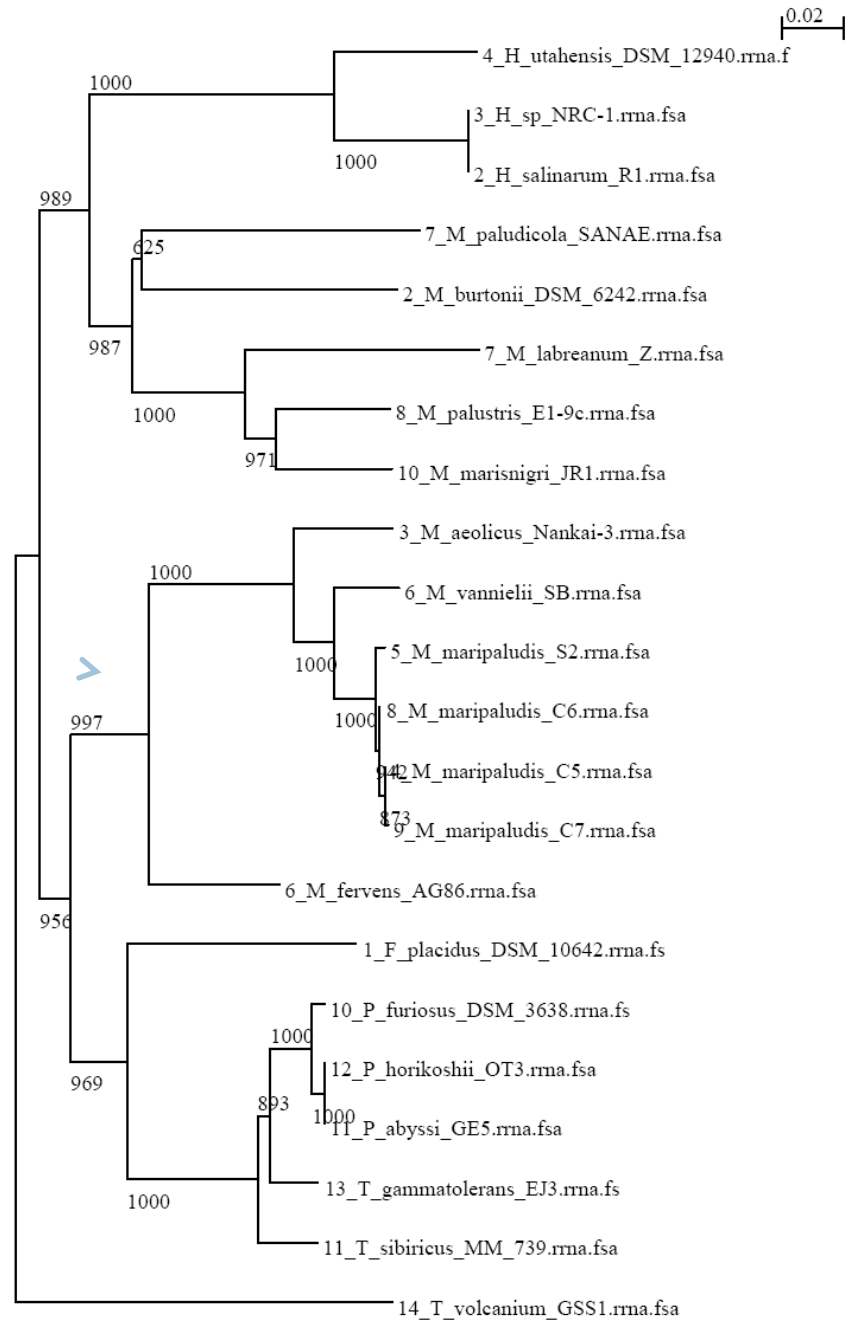 0.02
4_H_utahensis_DSM_12940.rrna.f
1000
3_H_sp_NRC-1.rrna.fsa
1000
2_H_salinarum_R1.rrna.fsa
989
7_M_paludicola_SANAE.rrna.fsa
625
2_M_burtonii_DSM_6242.rrna.fsa
987
7_M_labreanum_Z.rrna.fsa
1000
8_M_palustris_E1-9c.rrna.fsa
971
10_M_marisnigri_JR1.rrna.fsa
3_M_aeolicus_Nankai-3.rrna.fsa
1000
6_M_vannielii_SB.rrna.fsa
1000
5_M_maripaludis_S2.rrna.fsa
1000
8_M_maripaludis_C6.rrna.fsa
997
942
4_M_maripaludis_C5.rrna.fsa
873
9_M_maripaludis_C7.rrna.fsa
6_M_fervens_AG86.rrna.fsa
956
1_F_placidus_DSM_10642.rrna.fs
10_P_furiosus_DSM_3638.rrna.fs
1000
12_P_horikoshii_OT3.rrna.fsa
969
893
1000
11_P_abyssi_GE5.rrna.fsa
13_T_gammatolerans_EJ3.rrna.fs
1000
11_T_sibiricus_MM_739.rrna.fsa
14_T_volcanium_GSS1.rrna.fsa